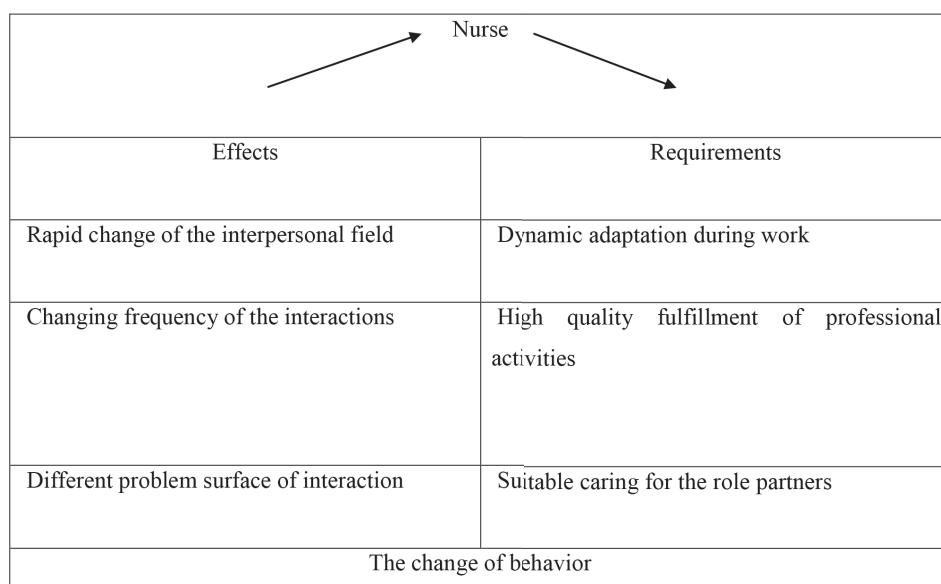 Nurse
Effects
Requirements
Rapid change of the interpersonal field
Dynamic adaptation during work
Changing frequency of the interactions
High quality fulfillment of professional
activities
Different problem surface of interaction
Suitable caring for the role partners
The change of behavior